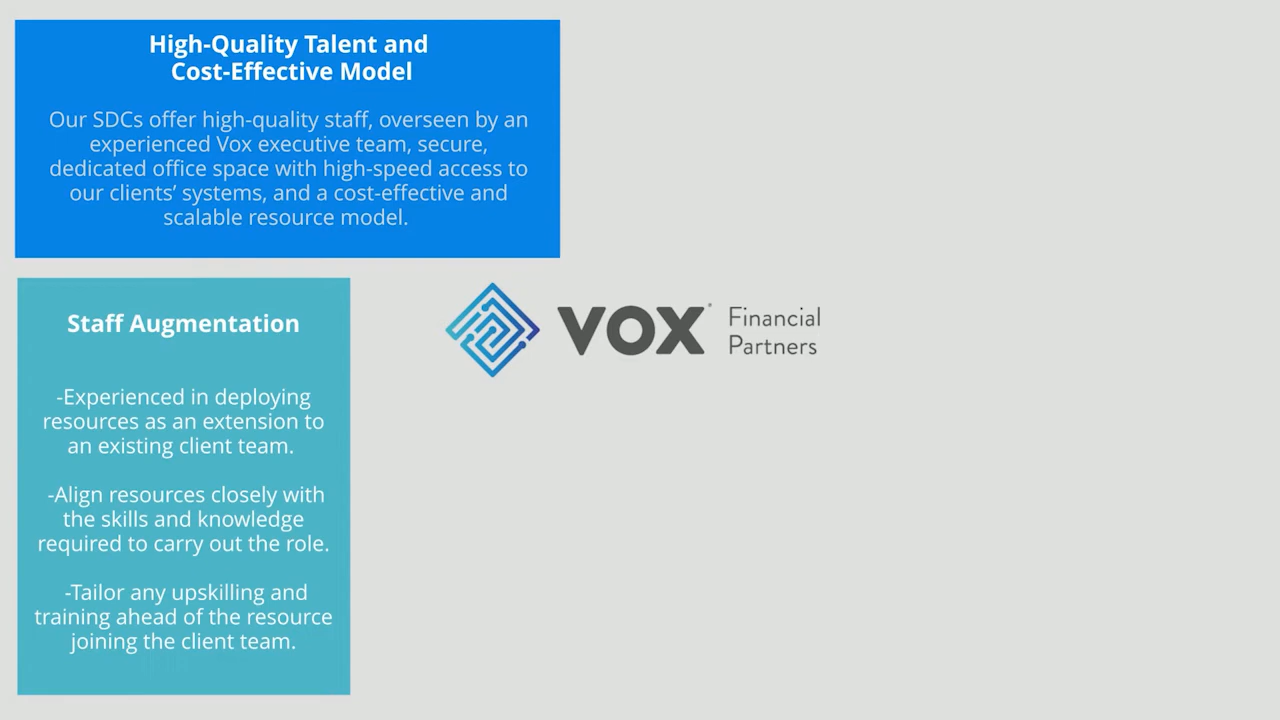 High-Quality Talent and
Cost-Effective Model
Our SDCs offer high-quality staff, overseen by an
experienced Vox executive team, secure,
dedicated office space with high-speed access to
our clients’ systems, and a cost-effective and
scalable resource model.
Staff Augmentation
-Experienced in deploying
resources as an extension to
an existing client team.
-Align resources closely with
the skills and knowledge
required to carry out the role.
-Tailor any upskilling and
training ahead of the resource
joining the client team.
VOX Financial
Partners